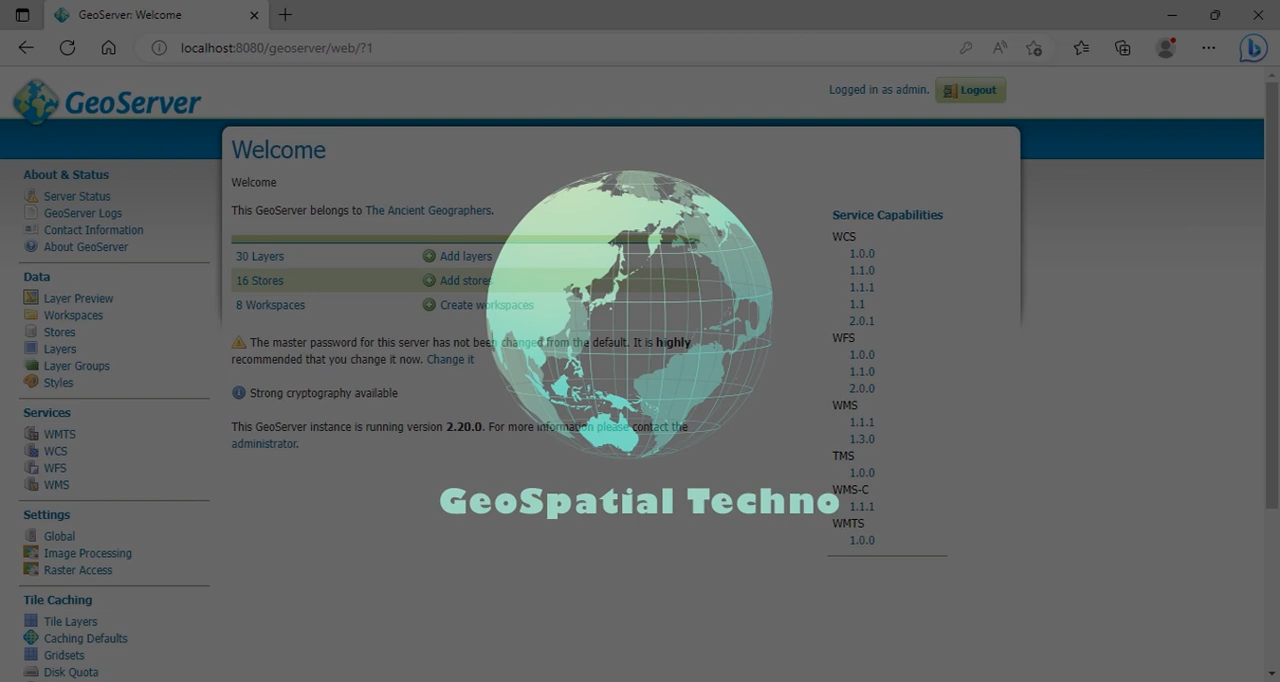 GeoServer: Welcome
localhost:8080/geoserver/web/?1
GeoServer
Logged in as admin.
Logout
About & Status
Server Status
GeoServer Logs
Contact Information
About GeoServer
Data
Layer Preview
Workspaces
Stores
Layers
Layer Groups
Styles
Services
WMTS
WCS
WFS
WMS
Settings
Global
Image Processing
Raster Access
Tile Caching
Tile Layers
Caching Defaults
Gridsets
Disk Quota
Welcome
Welcome
This GeoServer belongs to The Ancient Geographers.
30 Layers
Add layers
16 Stores
Add stores
8 Workspaces
Create workspaces
The master password for this server has not been changed from the default. It is highly
recommended that you change it now. Change it
Strong cryptography available
This GeoServer instance is running version 2.20.0. For more information please contact the
administrator.
GeoSpatial Techno
Service Capabilities
WCS
1.0.0
1.1.0
1.1.1
1.1
2.0.1
WFS
1.0.0
1.1.0
2.0.0
WMS
1.1.1
1.3.0
TMS
1.0.0
WMS-C
1.1.1
WMTS
1.0.0